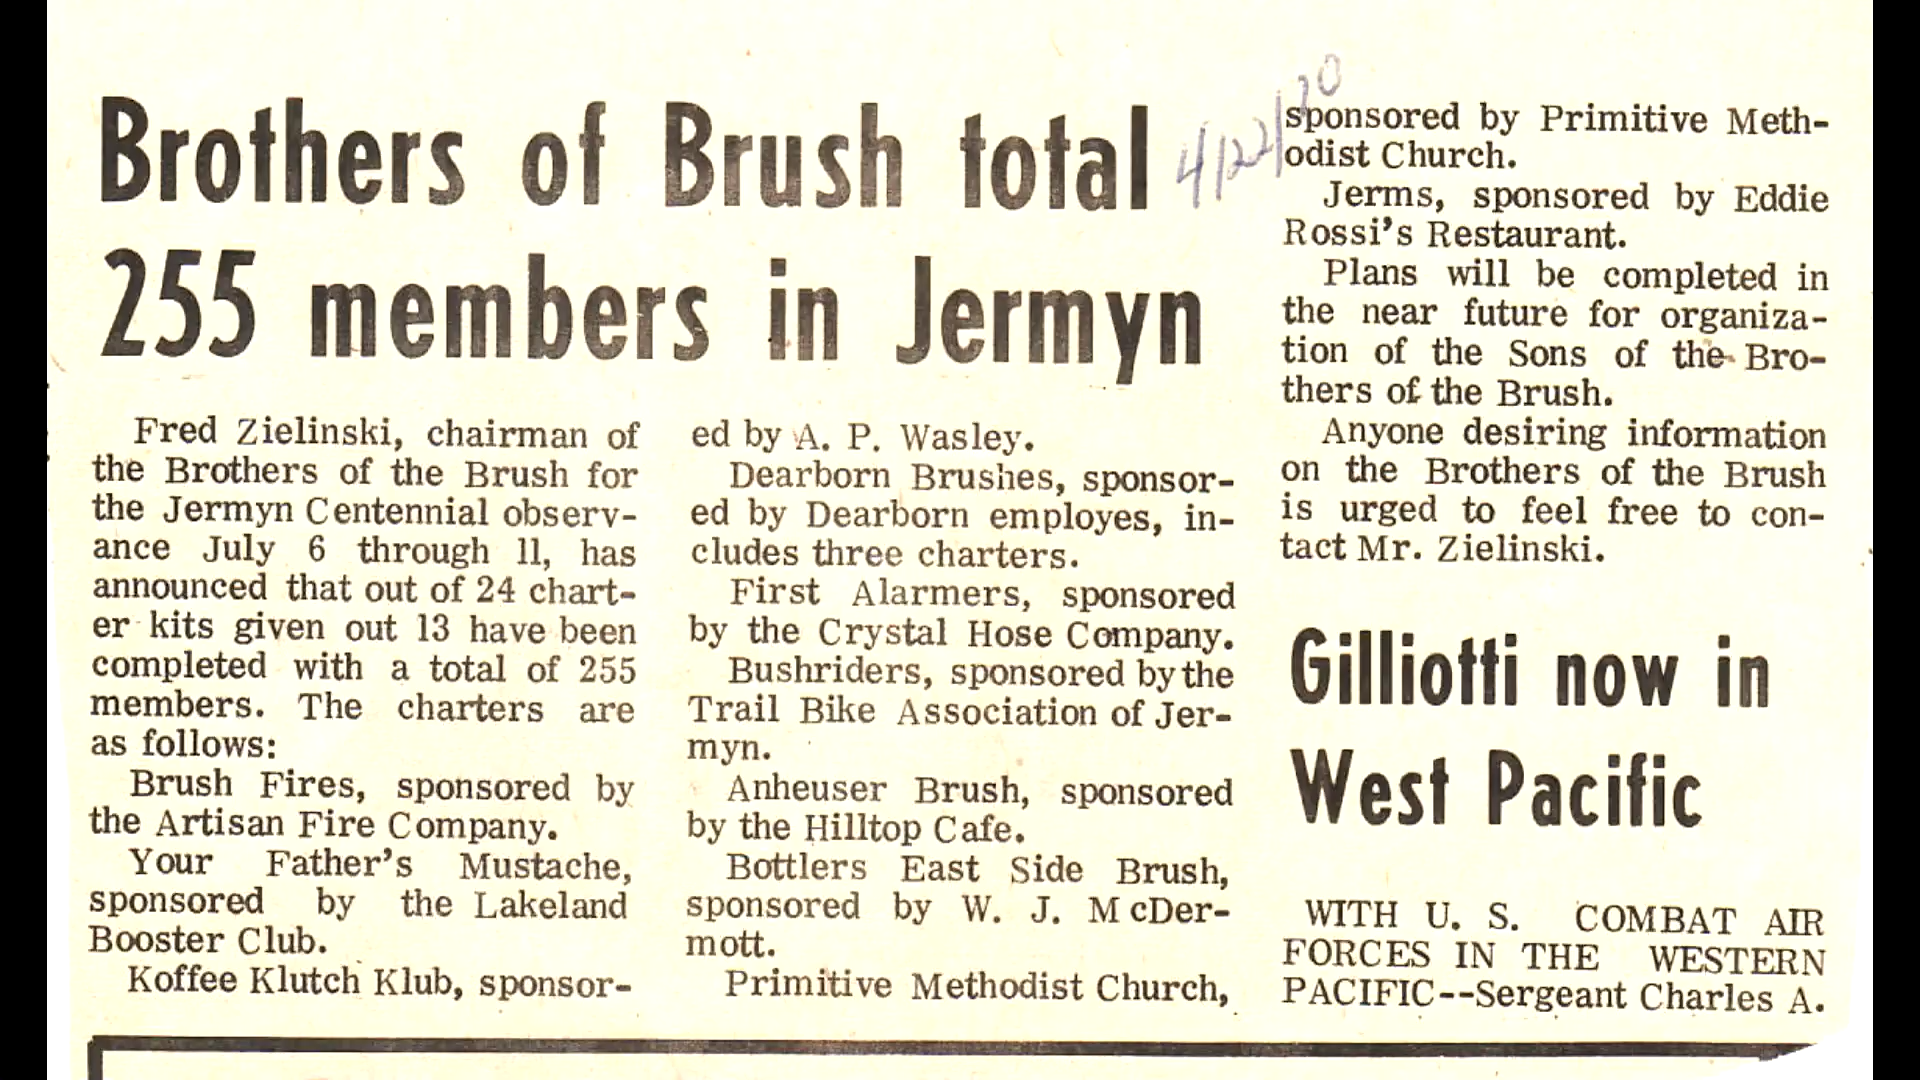 Brothers of Brush total
255 members in Jermyn
4/22/70
Fred Zielinski, chairman of
the Brothers of the Brush for
the Jermyn Centennial observ-
ance July 6 through 11, has
announced that out of 24 chart-
er kits given out 13 have been
completed with a total of 255
members. The charters are
as follows:
Brush Fires, sponsored by
the Artisan Fire Company.
Your Father's Mustache,
sponsored by the Lakeland
Booster Club.
Koffee Klutch Klub, sponsor-
ed by A. P. Wasley.
Dearborn Brushes, sponsor-
ed by Dearborn employes, in-
cludes three charters.
First Alarmers, sponsored
by the Crystal Hose Company.
Bushriders, sponsored by the
Trail Bike Association of Jer-
myn.
Anheuser Brush, sponsored
by the Hilltop Cafe.
Bottlers East Side Brush,
sponsored by W. J. McDer-
mott.
Primitive Methodist Church,
sponsored by Primitive Meth-
odist Church.
Jerms, sponsored by Eddie
Rossi's Restaurant.
Plans will be completed in
the near future for organiza-
tion of the Sons of the Bro-
thers of the Brush.
Anyone desiring information
on the Brothers of the Brush
is urged to feel free to con-
tact Mr. Zielinski.
Gilliotti now in
West Pacific
WITH U. S. COMBAT AIR
FORCES IN THE WESTERN
PACIFIC--Sergeant Charles A.